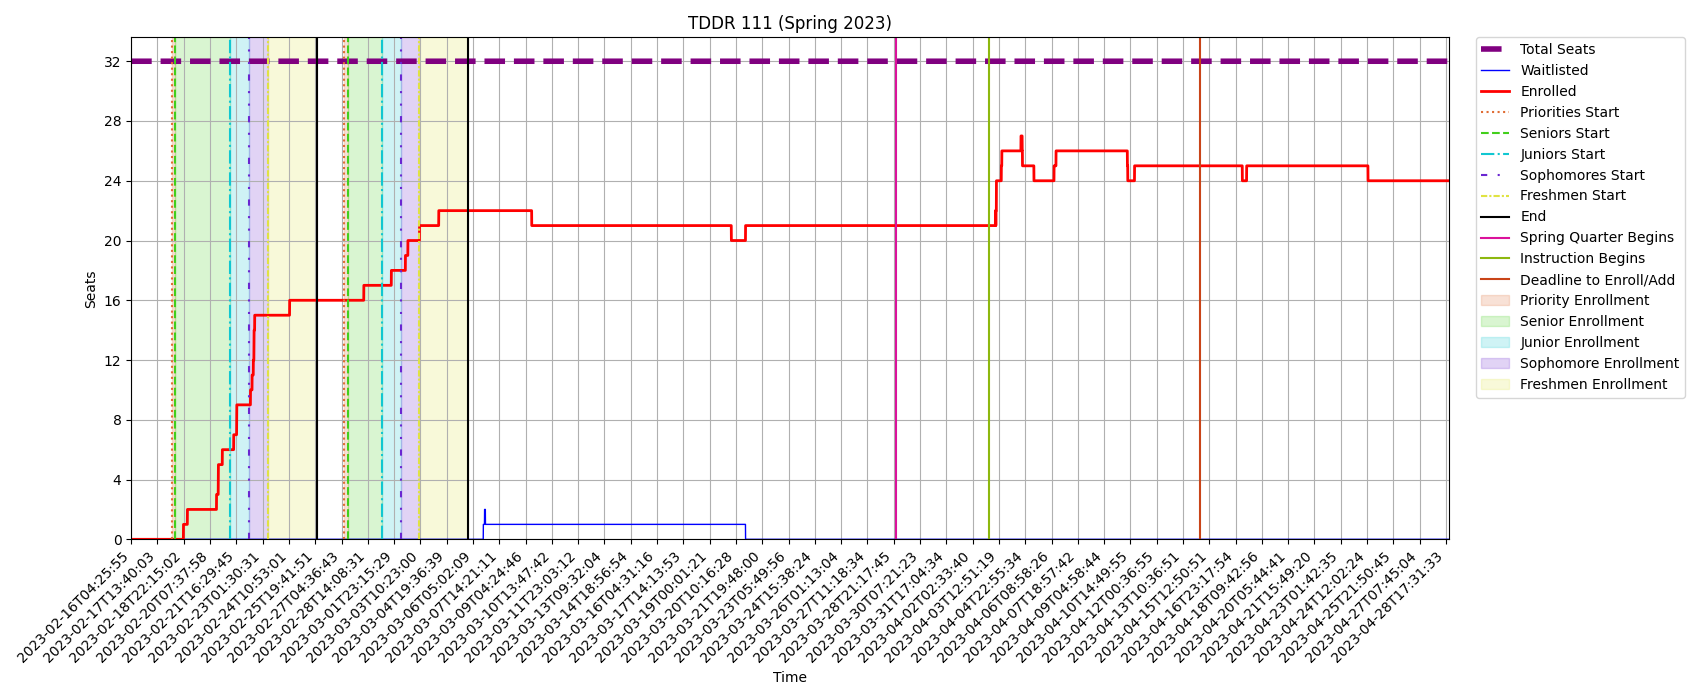 TDDR 111 (Spring 2023)
Seats
32
28
24
20
16
12
8
4
0
2023-02-16T04:25:55
2023-02-17T13:40:03
2023-02-18T22:15:02
2023-02-20T07:37:58
2023-02-21T16:29:45
2023-02-23T01:30:31
2023-02-24T10:53:01
2023-02-25T19:41:51
2023-02-27T04:36:43
2023-02-28T14:08:31
2023-03-01T23:15:29
2023-03-03T10:23:00
2023-03-04T19:36:39
2023-03-06T05:02:09
2023-03-07T14:21:11
2023-03-09T04:24:46
2023-03-10T13:47:42
2023-03-11T23:03:12
2023-03-13T09:32:04
2023-03-14T18:56:54
2023-03-16T04:31:16
2023-03-17T14:13:53
2023-03-19T00:01:21
2023-03-20T10:16:28
2023-03-21T19:48:00
2023-03-23T05:49:56
2023-03-24T15:38:24
2023-03-26T01:13:04
2023-03-27T11:18:34
2023-03-28T21:17:45
2023-03-30T07:21:23
2023-03-31T17:04:34
2023-04-02T02:33:40
2023-04-03T12:51:19
2023-04-04T22:55:34
2023-04-06T08:58:26
2023-04-07T18:57:42
2023-04-09T04:58:44
2023-04-10T14:49:55
2023-04-12T00:36:55
2023-04-13T10:36:51
2023-04-15T12:50:51
2023-04-16T23:17:54
2023-04-18T09:42:56
2023-04-20T05:44:41
2023-04-21T15:49:20
2023-04-23T01:42:35
2023-04-24T12:02:24
2023-04-25T21:50:45
2023-04-27T07:45:04
2023-04-28T17:31:33
Time
Total Seats
Waitlisted
Enrolled
Priorities Start
Seniors Start
Juniors Start
Sophomores Start
Freshmen Start
End
Spring Quarter Begins
Instruction Begins
Deadline to Enroll/Add
Priority Enrollment
Senior Enrollment
Junior Enrollment
Sophomore Enrollment
Freshmen Enrollment